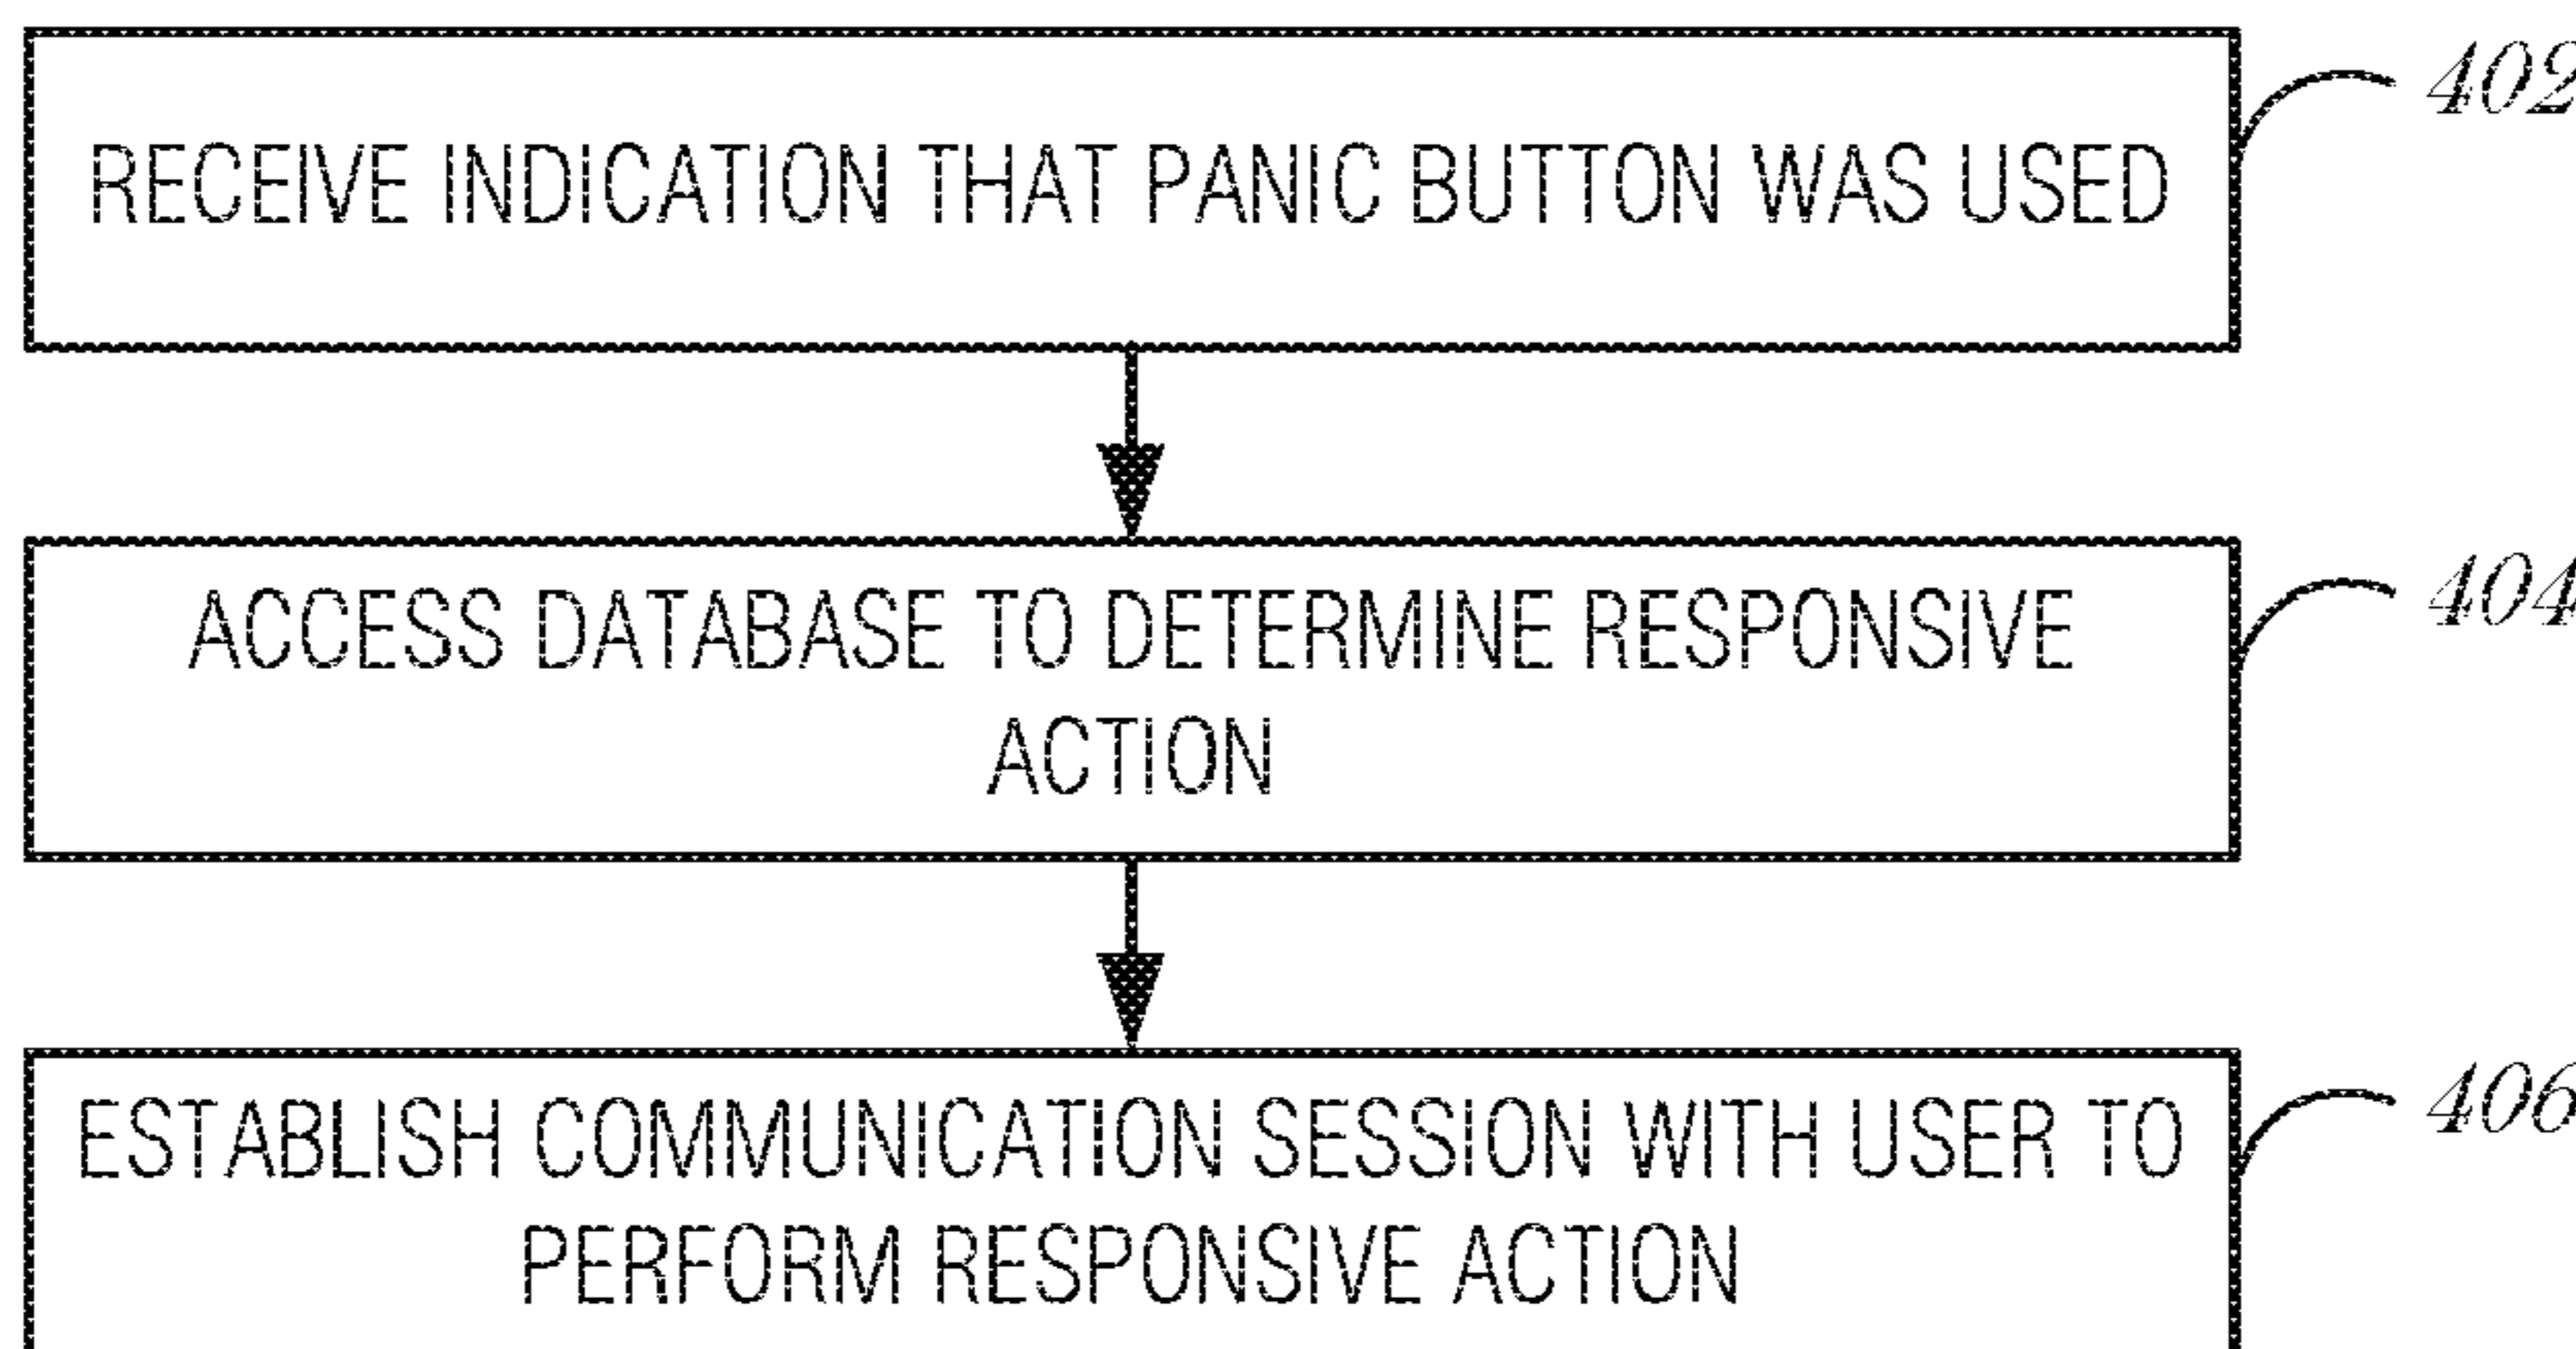 RECEIVE INDICATION THAT PANIC BUTTON WAS USED
402
ACCESS DATABASE TO DETERMINE RESPONSIVE
ACTION
404
ESTABLISH COMMUNICATION SESSION WITH USER TO
PERFORM RESPONSIVE ACTION
406